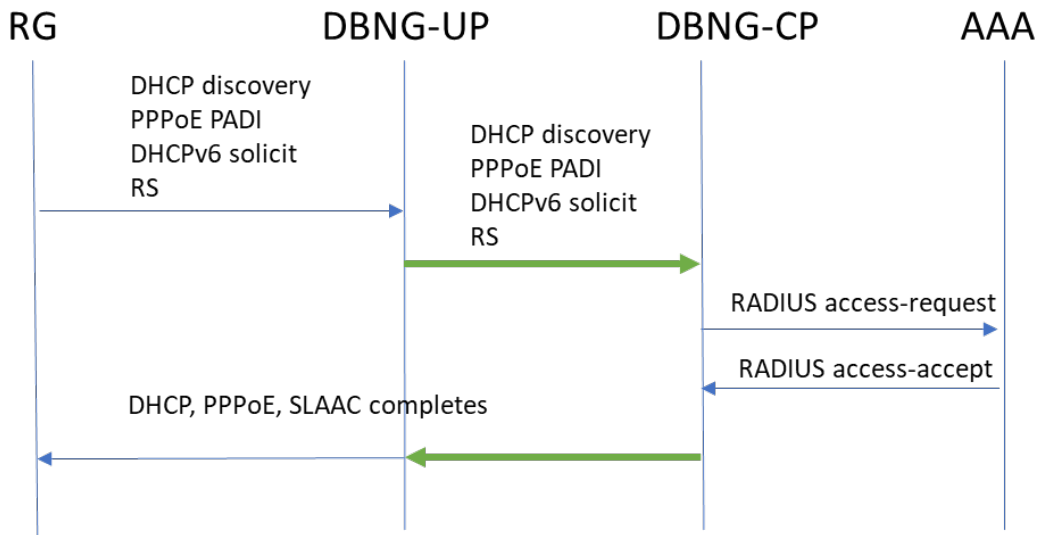 RG
DBNG-UP
DBNG-CP
AAA
DHCP discovery
PPPoE PADI
DHCPv6 solicit
RS
DHCP discovery
PPPoE PADI
DHCPv6 solicit
RS
RADIUS access-request
RADIUS access-accept
DHCP, PPPoE, SLAAC completes